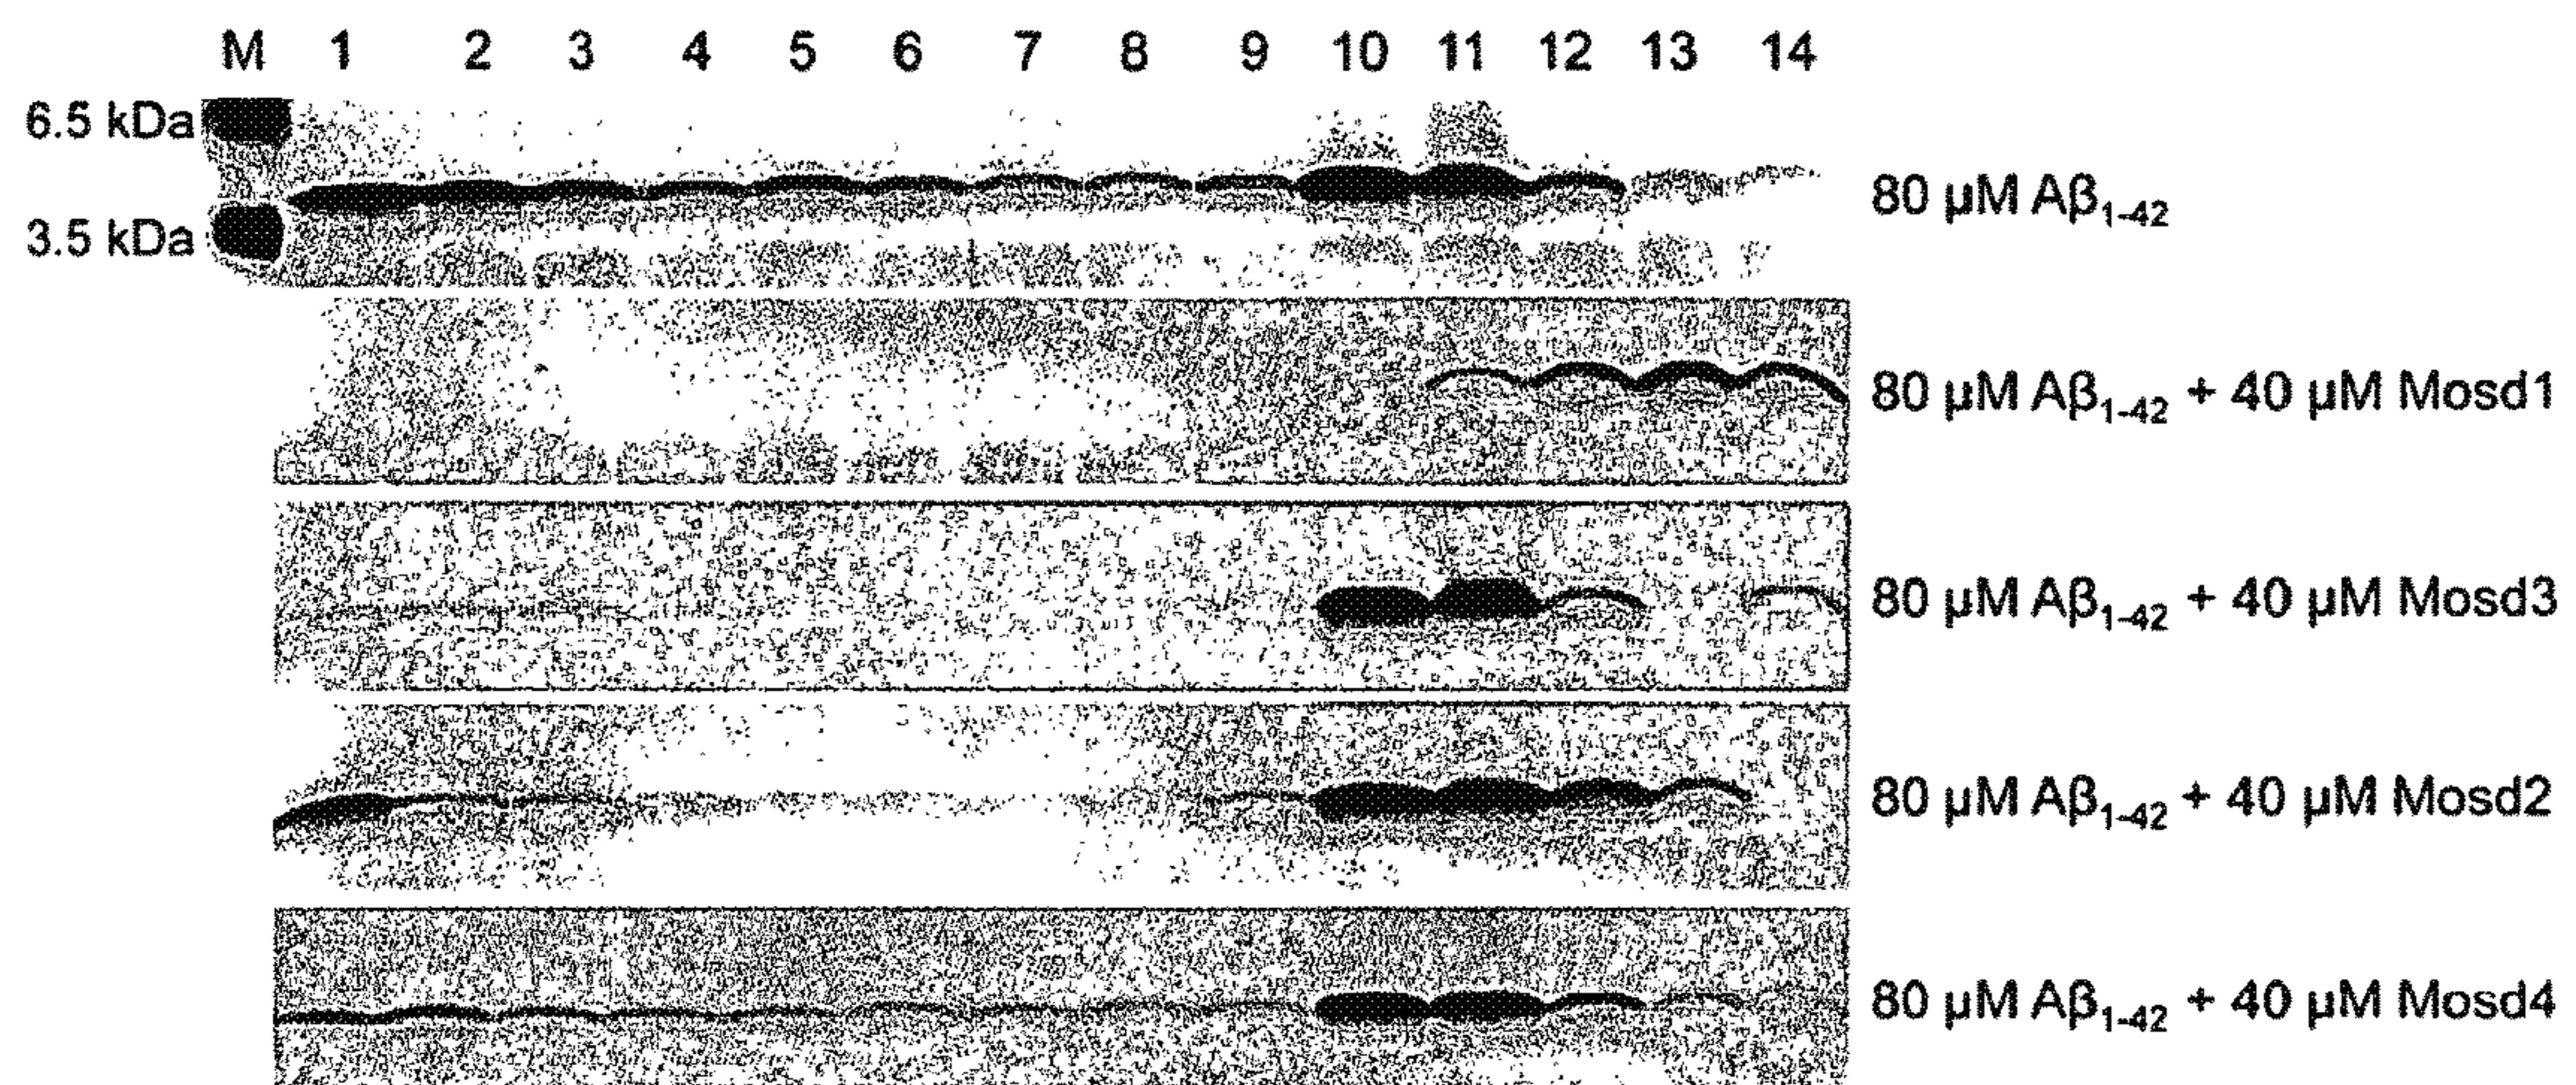 M 1 2 3 4 5 6 7 8 9 10 11 12 13 14
6.5 kDa
80 μM Aβ1-42
3.5 kDa
80 μM Aβ1-42 + 40 μM Mosd1
80 μM Aβ1-42 + 40 μM Mosd3
80 μM Aβ1-42 + 40 μM Mosd2
80 μM Aβ1-42 + 40 μM Mosd4